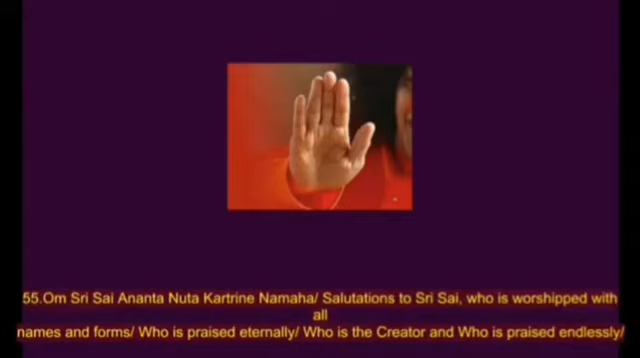 55.Om Sri Sai Ananta Nuta Kartrine Namaha/ Salutations to Sri Sai, who is worshipped with
all
names and forms/ Who is praised eternally/ Who is the Creator and Who is praised endlessly/